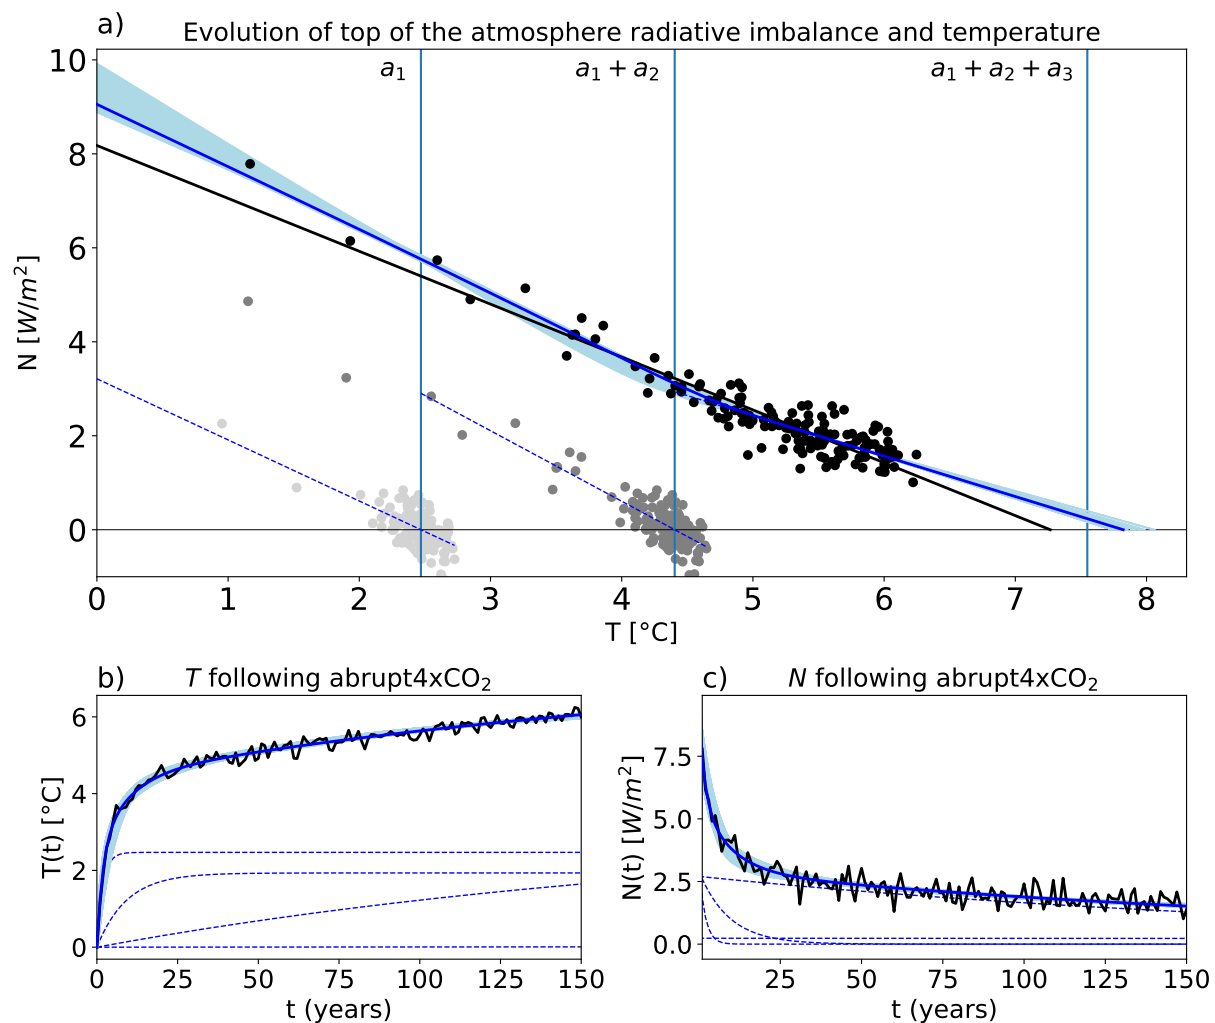 a)
Evolution of top of the atmosphere radiative imbalance and temperature
a₁
a₁ + a₂
a₁ + a₂ + a₃
10
8
6
4
2
0
N [W/m²]
0 1 2 3 4 5 6 7 8
T [°C]
b)
T following abrupt4xCO₂
6
4
2
0
T(t) [°C]
0 25 50 75 100 125 150
t (years)
c)
N following abrupt4xCO₂
7.5
5.0
2.5
0.0
N(t) [W/m²]
25 50 75 100 125 150
t (years)